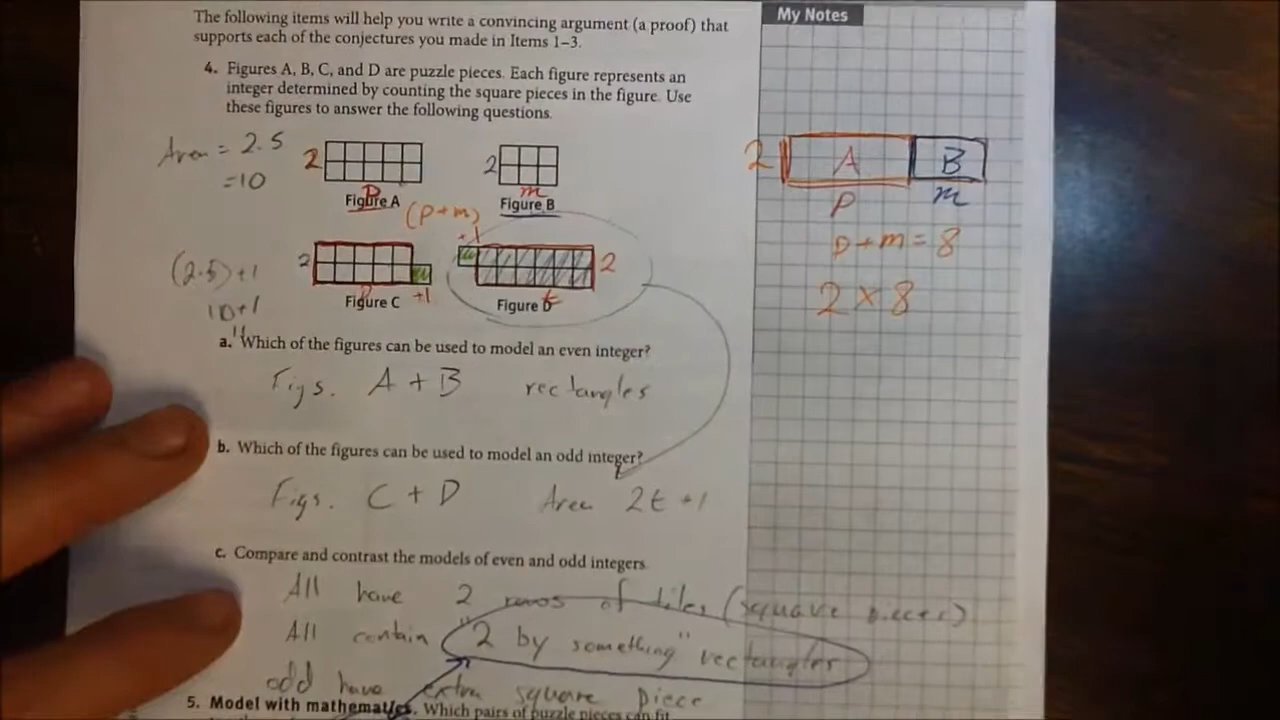 The following items will help you write a convincing argument (a proof) that
supports each of the conjectures you made in Items 1–3.
My Notes
4. Figures A, B, C, and D are puzzle pieces. Each figure represents an
integer determined by counting the square pieces in the figure. Use
these figures to answer the following questions.
Area = 2·5
=10
2
P
Figure A
2
m
Figure B
(p+m)
2
A
B
p
m
p+m=8
2×8
(2·5)+1
10+1
11
2
P
+1
Figure C
+1
2
t
Figure D
a. Which of the figures can be used to model an even integer?
Figs. A + B rectangles
b. Which of the figures can be used to model an odd integer?
Figs. C + D Area 2t +1
c. Compare and contrast the models of even and odd integers.
All have 2 rows of tiles (square pieces)
All contain "2 by something" rectangles
odd have extra square piece
5. Model with mathematics. Which pairs of puzzle pieces can fit